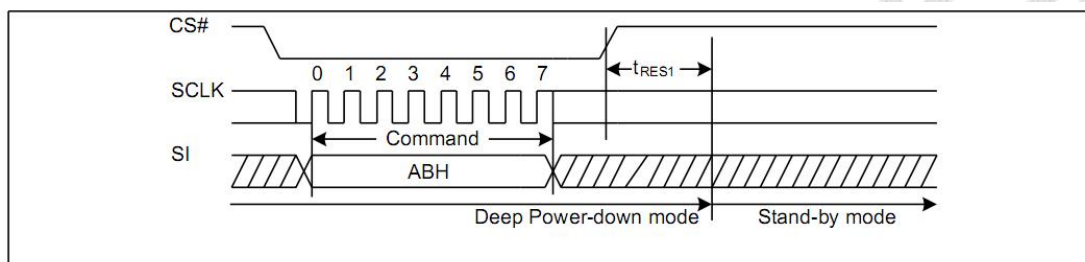 CS#
tRES1
0 1 2 3 4 5 6 7
SCLK
Command
SI
ABH
Deep Power-down mode Stand-by mode